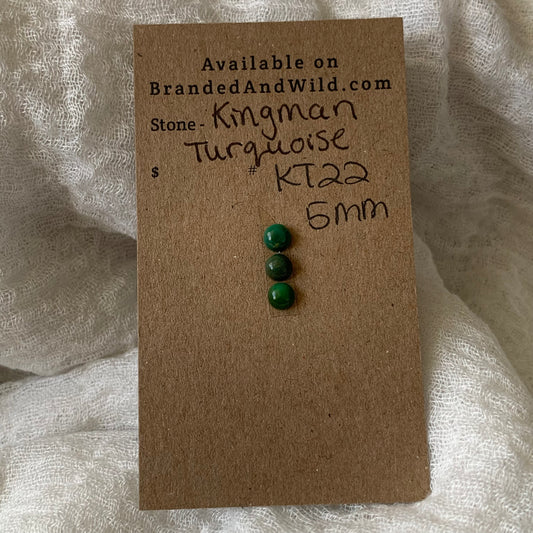 Available on
BrandedAndWild.com
Stone - Kingman
Turquoise
$ # KT22
5mm